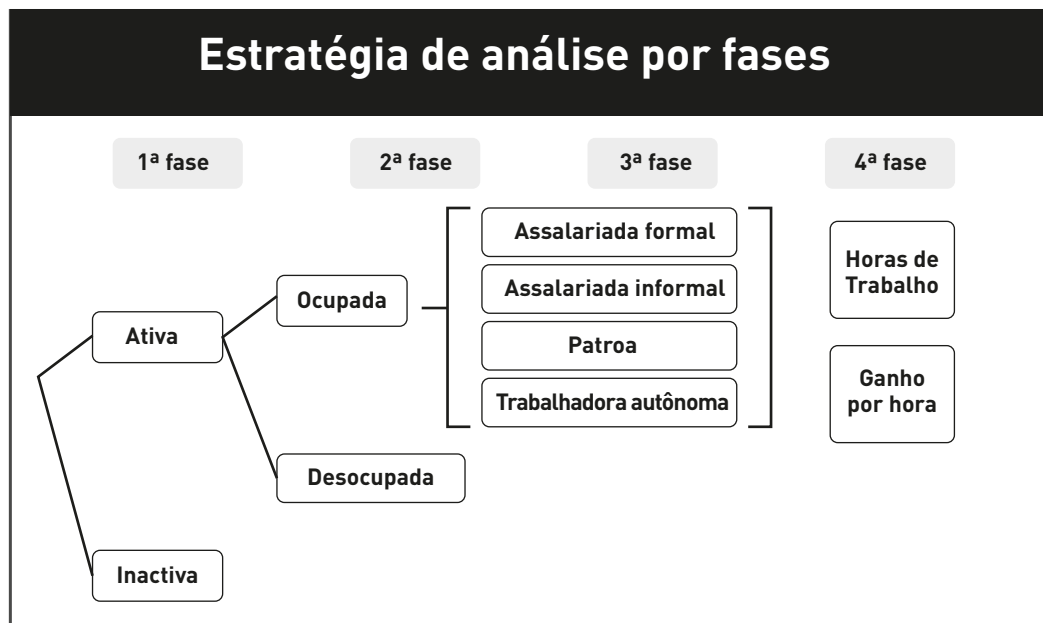 Estratégia de análise por fases
1ª fase
2ª fase
3ª fase
4ª fase
Ativa
Inactiva
Ocupada
Desocupada
Assalariada formal
Assalariada informal
Patroa
Trabalhadora autônoma
Horas de
Trabalho
Ganho
por hora